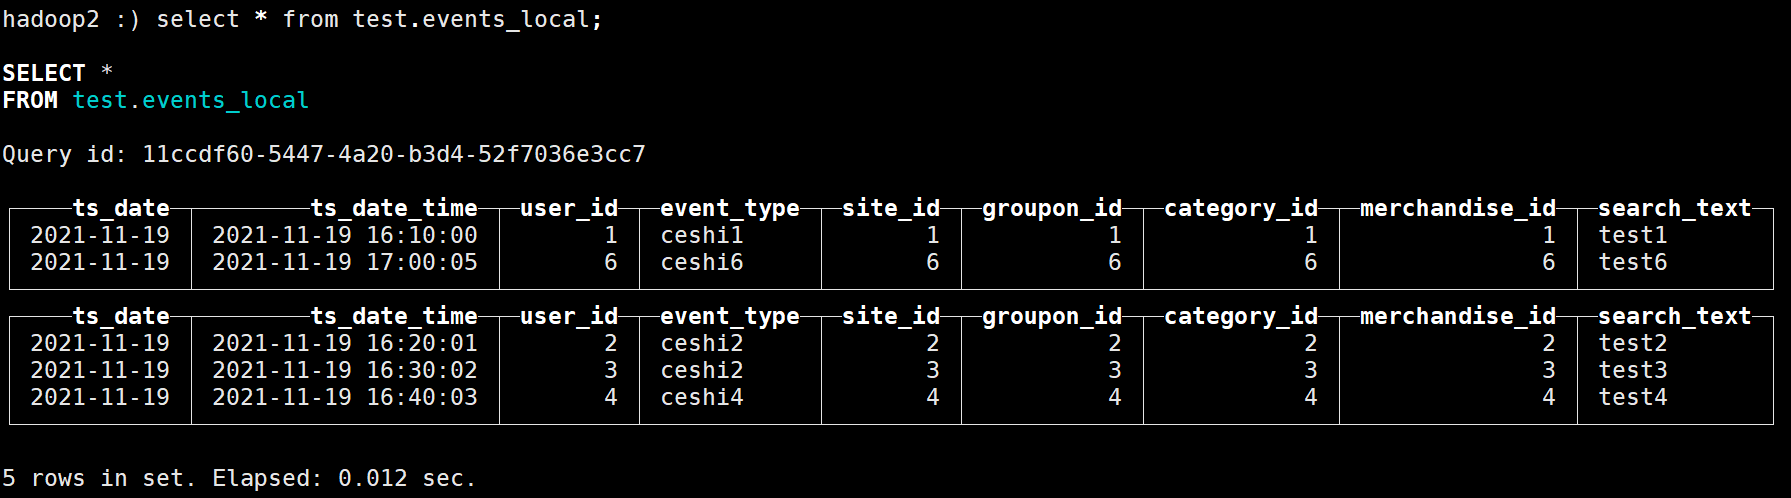 hadoop2 :) select * from test.events_local;
SELECT *
FROM test.events_local
Query id: 11ccdf60-5447-4a20-b3d4-52f7036e3cc7
ts_date ts_date_time user_id event_type site_id groupon_id category_id merchandise_id search_text
2021-11-19 2021-11-19 16:10:00 1 ceshi1 1 1 1 1 test1
2021-11-19 2021-11-19 17:00:05 6 ceshi6 6 6 6 6 test6
ts_date ts_date_time user_id event_type site_id groupon_id category_id merchandise_id search_text
2021-11-19 2021-11-19 16:20:01 2 ceshi2 2 2 2 2 test2
2021-11-19 2021-11-19 16:30:02 3 ceshi2 3 3 3 3 test3
2021-11-19 2021-11-19 16:40:03 4 ceshi4 4 4 4 4 test4
5 rows in set. Elapsed: 0.012 sec.